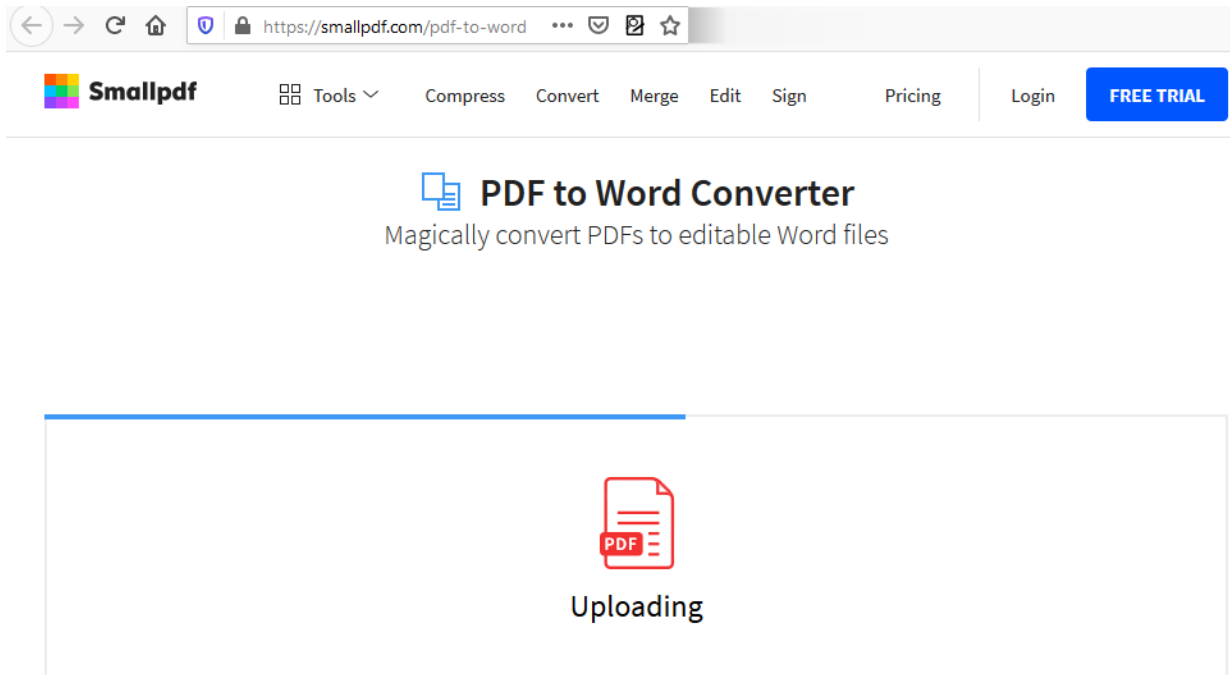 https://smallpdf.com/pdf-to-word
Smallpdf Tools Compress Convert Merge Edit Sign Pricing Login FREE TRIAL
PDF to Word Converter
Magically convert PDFs to editable Word files
PDF
Uploading